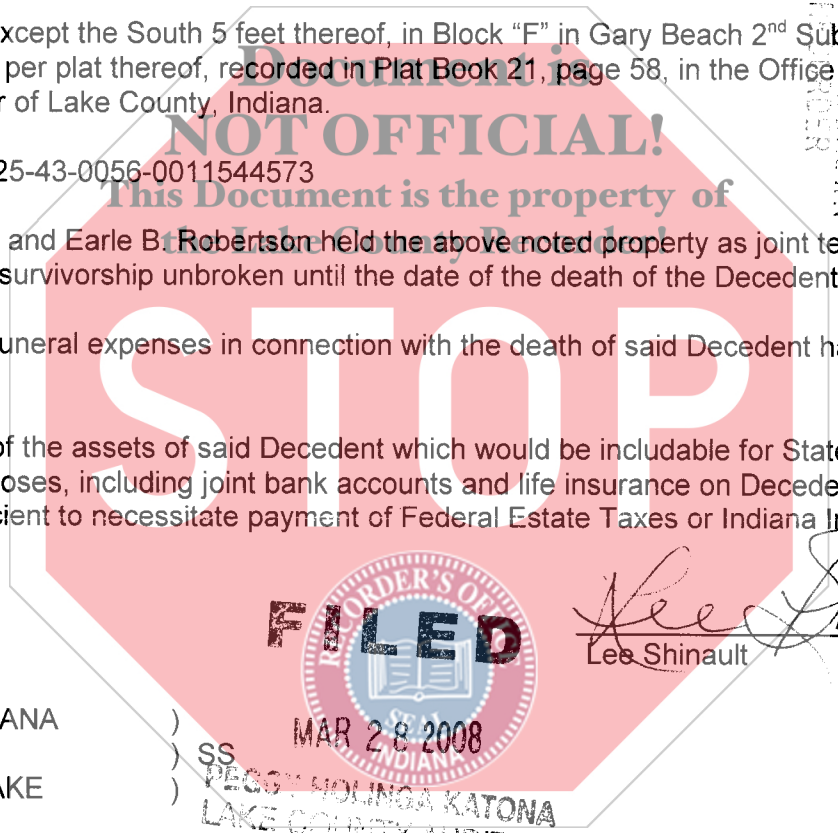 xcept the South 5 feet thereof, in Block “F” in Gary Beach 2nd Sub
per plat thereof, recorded in Plat Book 21, page 58, in the Office
r of Lake County, Indiana.
Document is
NOT OFFICIAL!
This Document is the property of
the Lake County Recorder!
25-43-0056-0011544573
and Earle B. Robertson held the above noted property as joint te
survivorship unbroken until the date of the death of the Decedent
uneral expenses in connection with the death of said Decedent ha
STOP
of the assets of said Decedent which would be includable for State
oses, including joint bank accounts and life insurance on Decede
cient to necessitate payment of Federal Estate Taxes or Indiana In
RECORDER'S OFFICE
SEAL
INDIANA
FILED
Lee Shinault
ANA )
) SS
AKE )
MAR 28 2008
PEGGY HOLINGA KATONA
LAKE COUNTY